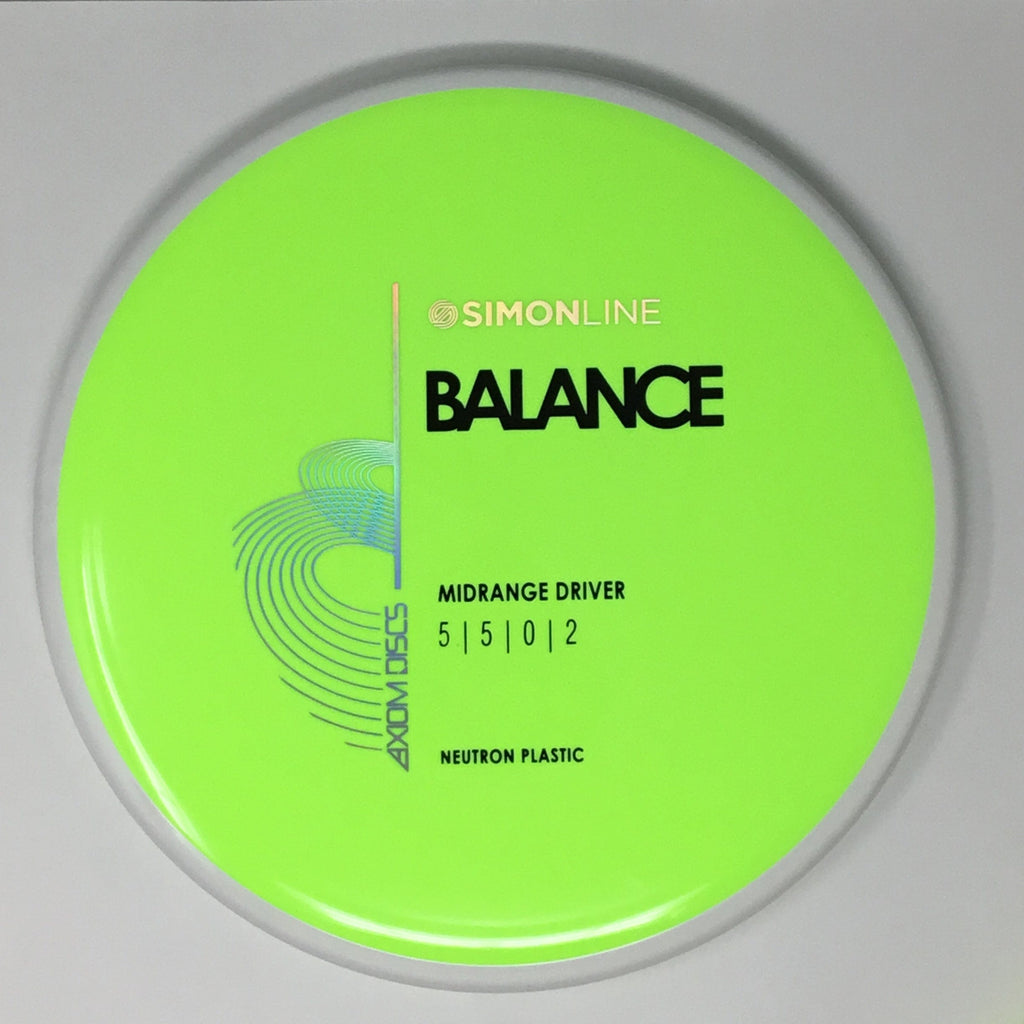 SIMONLINE
BALANCE
MIDRANGE DRIVER
5 | 5 | 0 | 2
AXIOM DISCS
NEUTRON PLASTIC